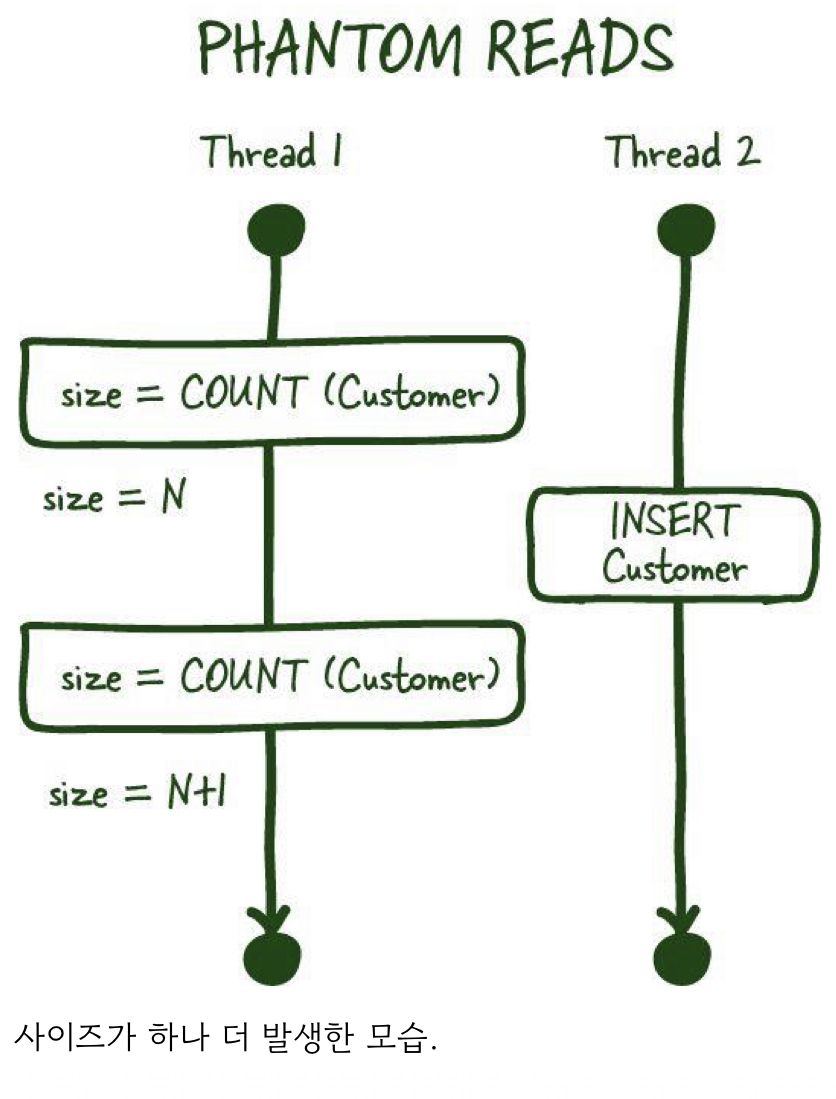 PHANTOM READS
Thread 1
Thread 2
size = COUNT (Customer)
size = N
INSERT
Customer
size = COUNT (Customer)
size = N+1
사이즈가 하나 더 발생한 모습.